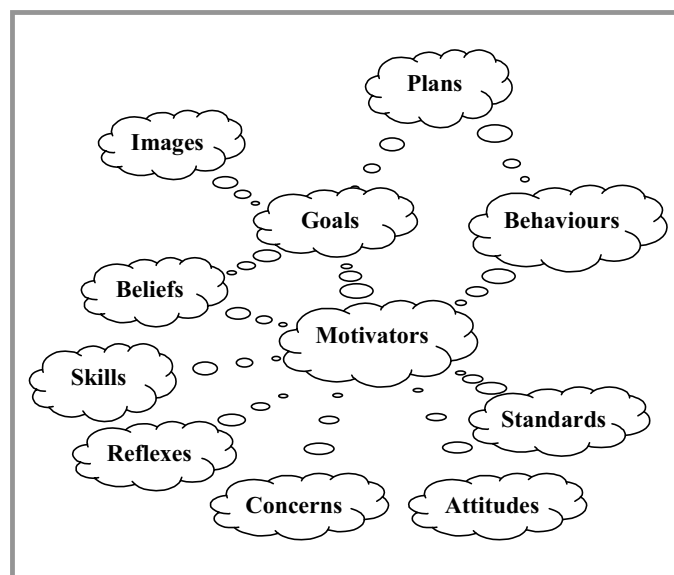 Plans
Images
Goals
Behaviours
Beliefs
Motivators
Skills
Standards
Reflexes
Concerns
Attitudes